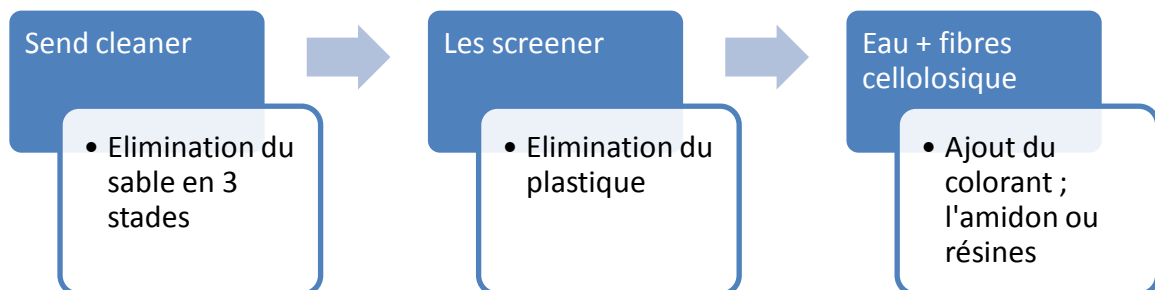 Send cleaner
• Elimination du
sable en 3
stades
Les screener
• Elimination du
plastique
Eau + fibres
cellolosique
• Ajout du
colorant ;
l'amidon ou
résines